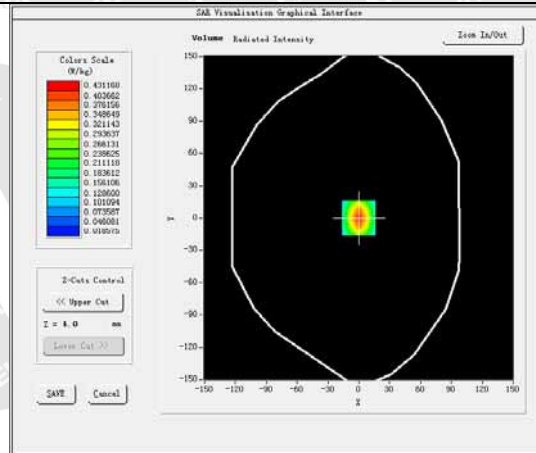 SAR Visualisation Graphical Interface
Volume Radiated Intensity
Zoom In/Out
Colors Scale
(W/kg)
0.431168
0.403662
0.376156
0.348649
0.321143
0.293637
0.266131
0.238625
0.211118
0.183612
0.156106
0.128600
0.101094
0.073587
0.046081
0.018575
150
120
90
60
30
Y
0
-30
-60
-90
-120
-150
-150 -120 -90 -60 -30 0 30 60 90 120 150
X
Z-Cuts Control
<< Upper Cut
Z = 4.0 mm
Lower Cut >>
SAVE
Cancel